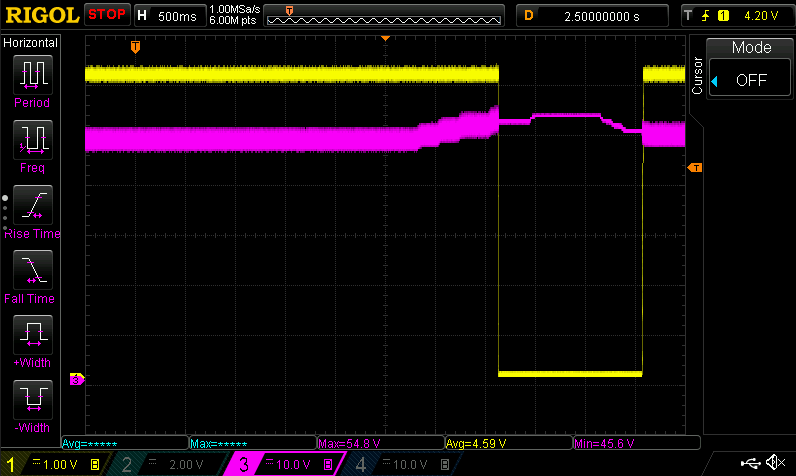 RIGOL STOP H 500ms 1.00MSa/s 6.00M pts T D 2.50000000 s T 1 4.20 V
Horizontal
Period
Freq
Rise Time
Fall Time
+Width
-Width
T
T
3
Cursor
Mode
OFF
Avg=***** Max=***** Max=54.8 V Avg=4.59 V Min=45.6 V
1 1.00 V B 2 2.00 V 3 10.0 V B 4 10.0 V B